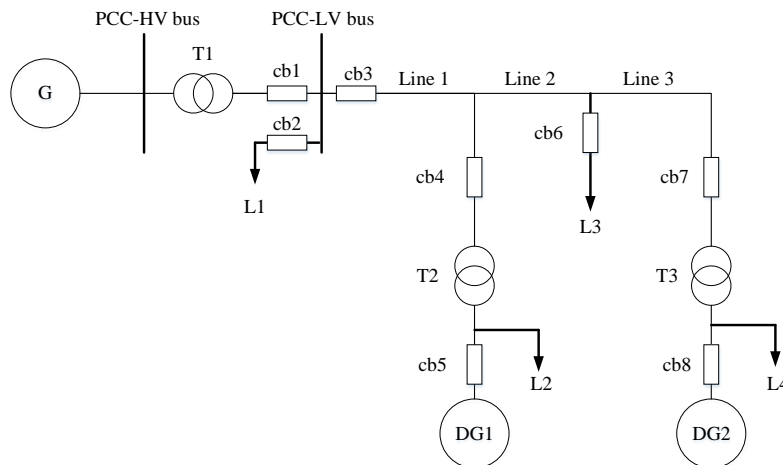 PCC-HV bus
PCC-LV bus
T1
G
cb1
cb3
Line 1
Line 2
Line 3
cb2
cb6
L1
cb4
cb7
L3
T2
T3
cb5
L2
cb8
L4
DG1
DG2